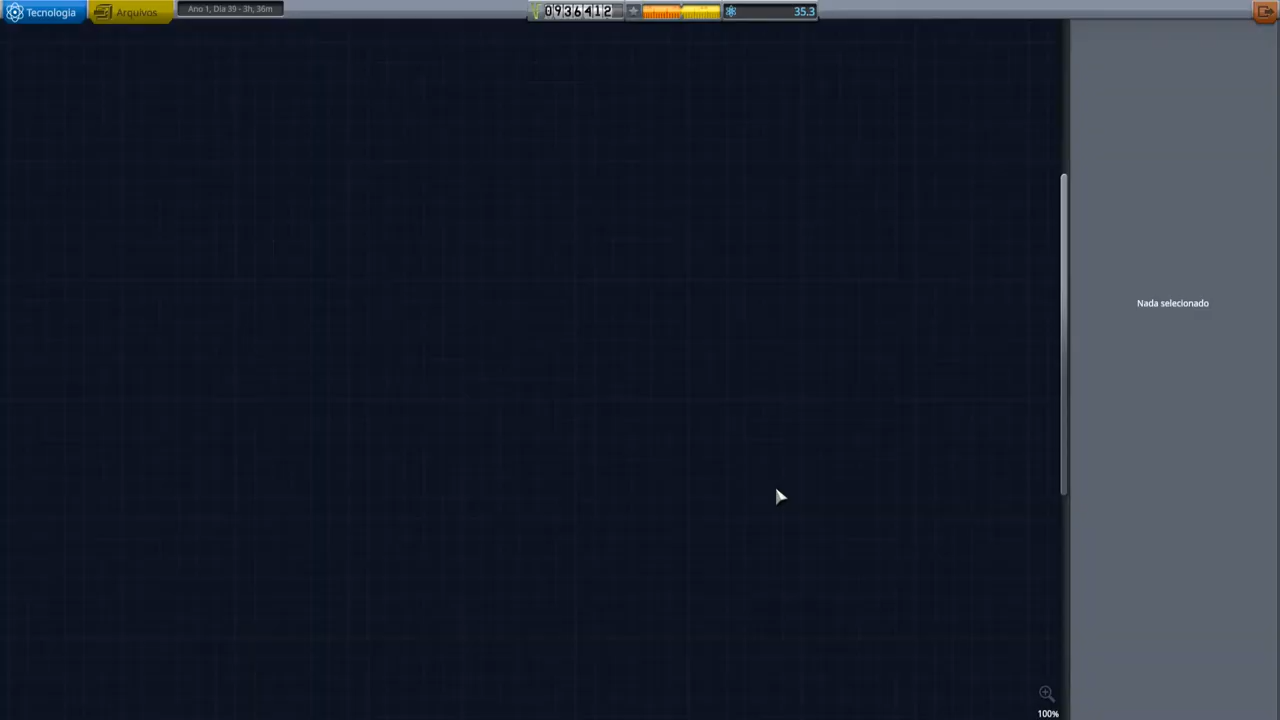 Tecnologia
Arquivos
Ano 1, Dia 39 - 3h, 36m
0936412
35.3
Nada selecionado
100%